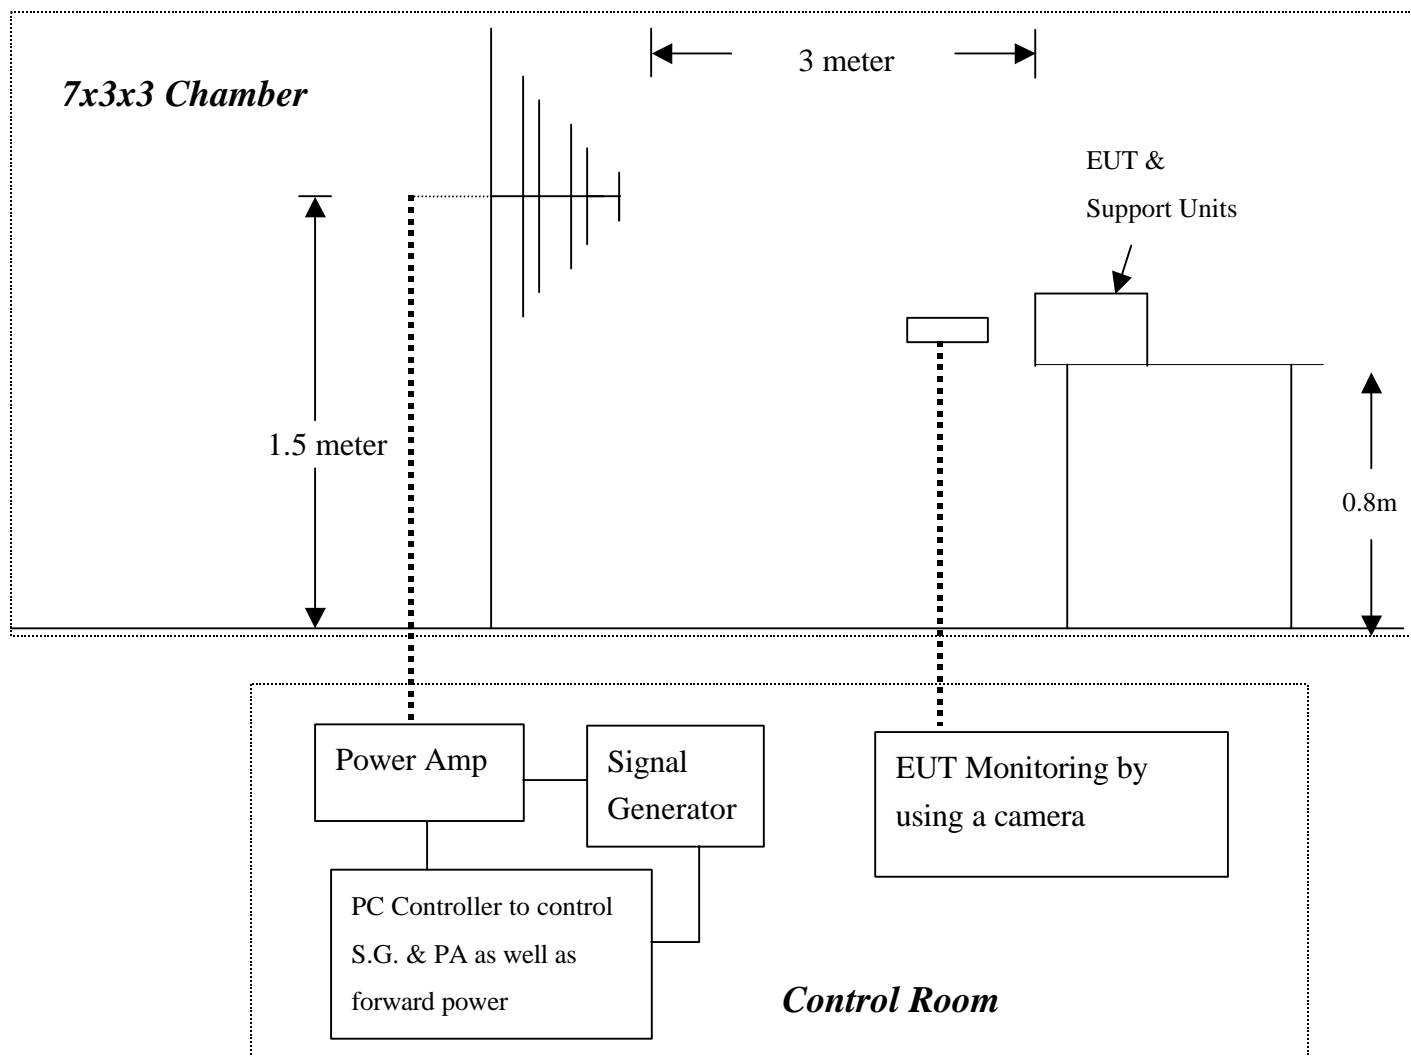 3 meter
7x3x3 Chamber
EUT &
Support Units
1.5 meter
0.8m
Power Amp
Signal
Generator
EUT Monitoring by
using a camera
PC Controller to control
S.G. & PA as well as
forward power
Control Room